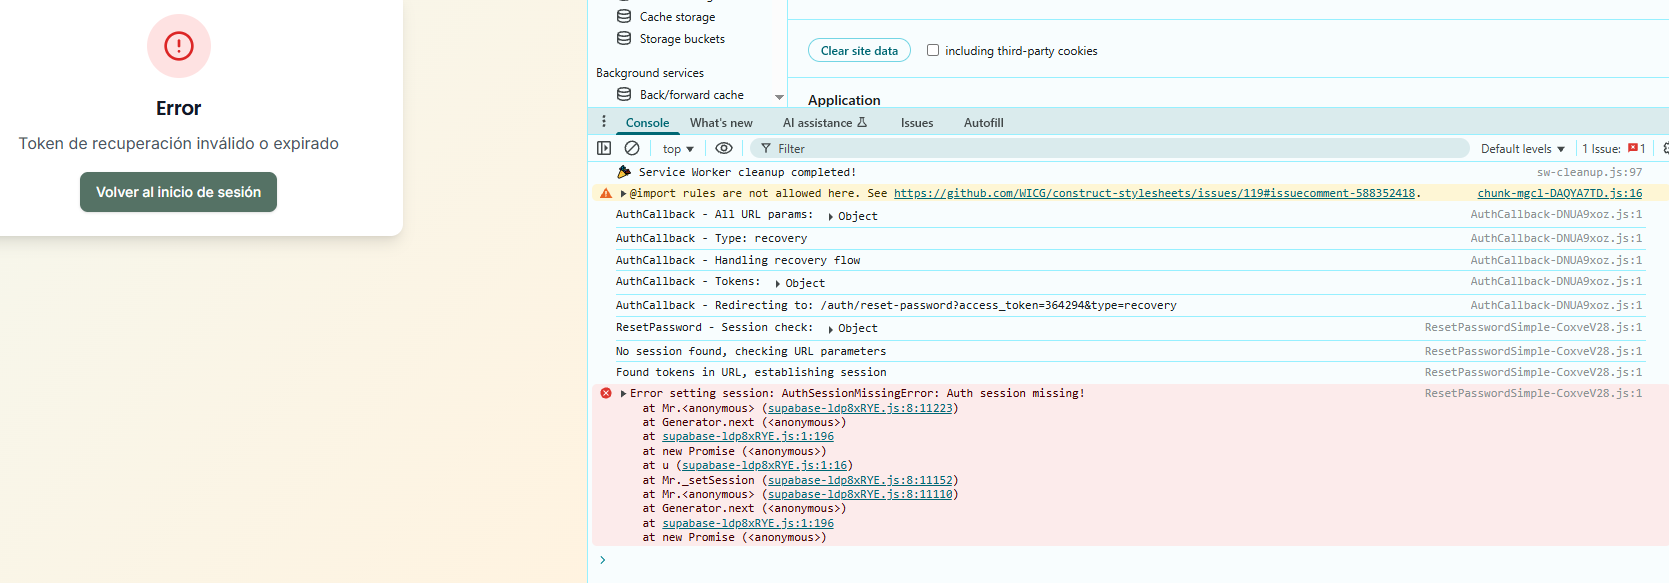 Error
Token de recuperación inválido o expirado
Volver al inicio de sesión
Cache storage
Storage buckets
Background services
Back/forward cache
Clear site data
including third-party cookies
Application
Console What's new AI assistance Issues Autofill
top Filter Default levels 1 Issue: 1
Service Worker cleanup completed! sw-cleanup.js:97
@import rules are not allowed here. See https://github.com/WICG/construct-stylesheets/issues/119#issuecomment-588352418. chunk-mgcl-DAQYA7TD.js:16
AuthCallback - All URL params: Object AuthCallback-DNUA9xoz.js:1
AuthCallback - Type: recovery AuthCallback-DNUA9xoz.js:1
AuthCallback - Handling recovery flow AuthCallback-DNUA9xoz.js:1
AuthCallback - Tokens: Object AuthCallback-DNUA9xoz.js:1
AuthCallback - Redirecting to: /auth/reset-password?access_token=364294&type=recovery AuthCallback-DNUA9xoz.js:1
ResetPassword - Session check: Object ResetPasswordSimple-CoxveV28.js:1
No session found, checking URL parameters ResetPasswordSimple-CoxveV28.js:1
Found tokens in URL, establishing session ResetPasswordSimple-CoxveV28.js:1
Error setting session: AuthSessionMissingError: Auth session missing! ResetPasswordSimple-CoxveV28.js:1
at Mr.<anonymous> (supabase-ldp8xRYE.js:8:11223)
at Generator.next (<anonymous>)
at supabase-ldp8xRYE.js:1:196
at new Promise (<anonymous>)
at u (supabase-ldp8xRYE.js:1:16)
at Mr._setSession (supabase-ldp8xRYE.js:8:11152)
at Mr.<anonymous> (supabase-ldp8xRYE.js:8:11110)
at Generator.next (<anonymous>)
at supabase-ldp8xRYE.js:1:196
at new Promise (<anonymous>)